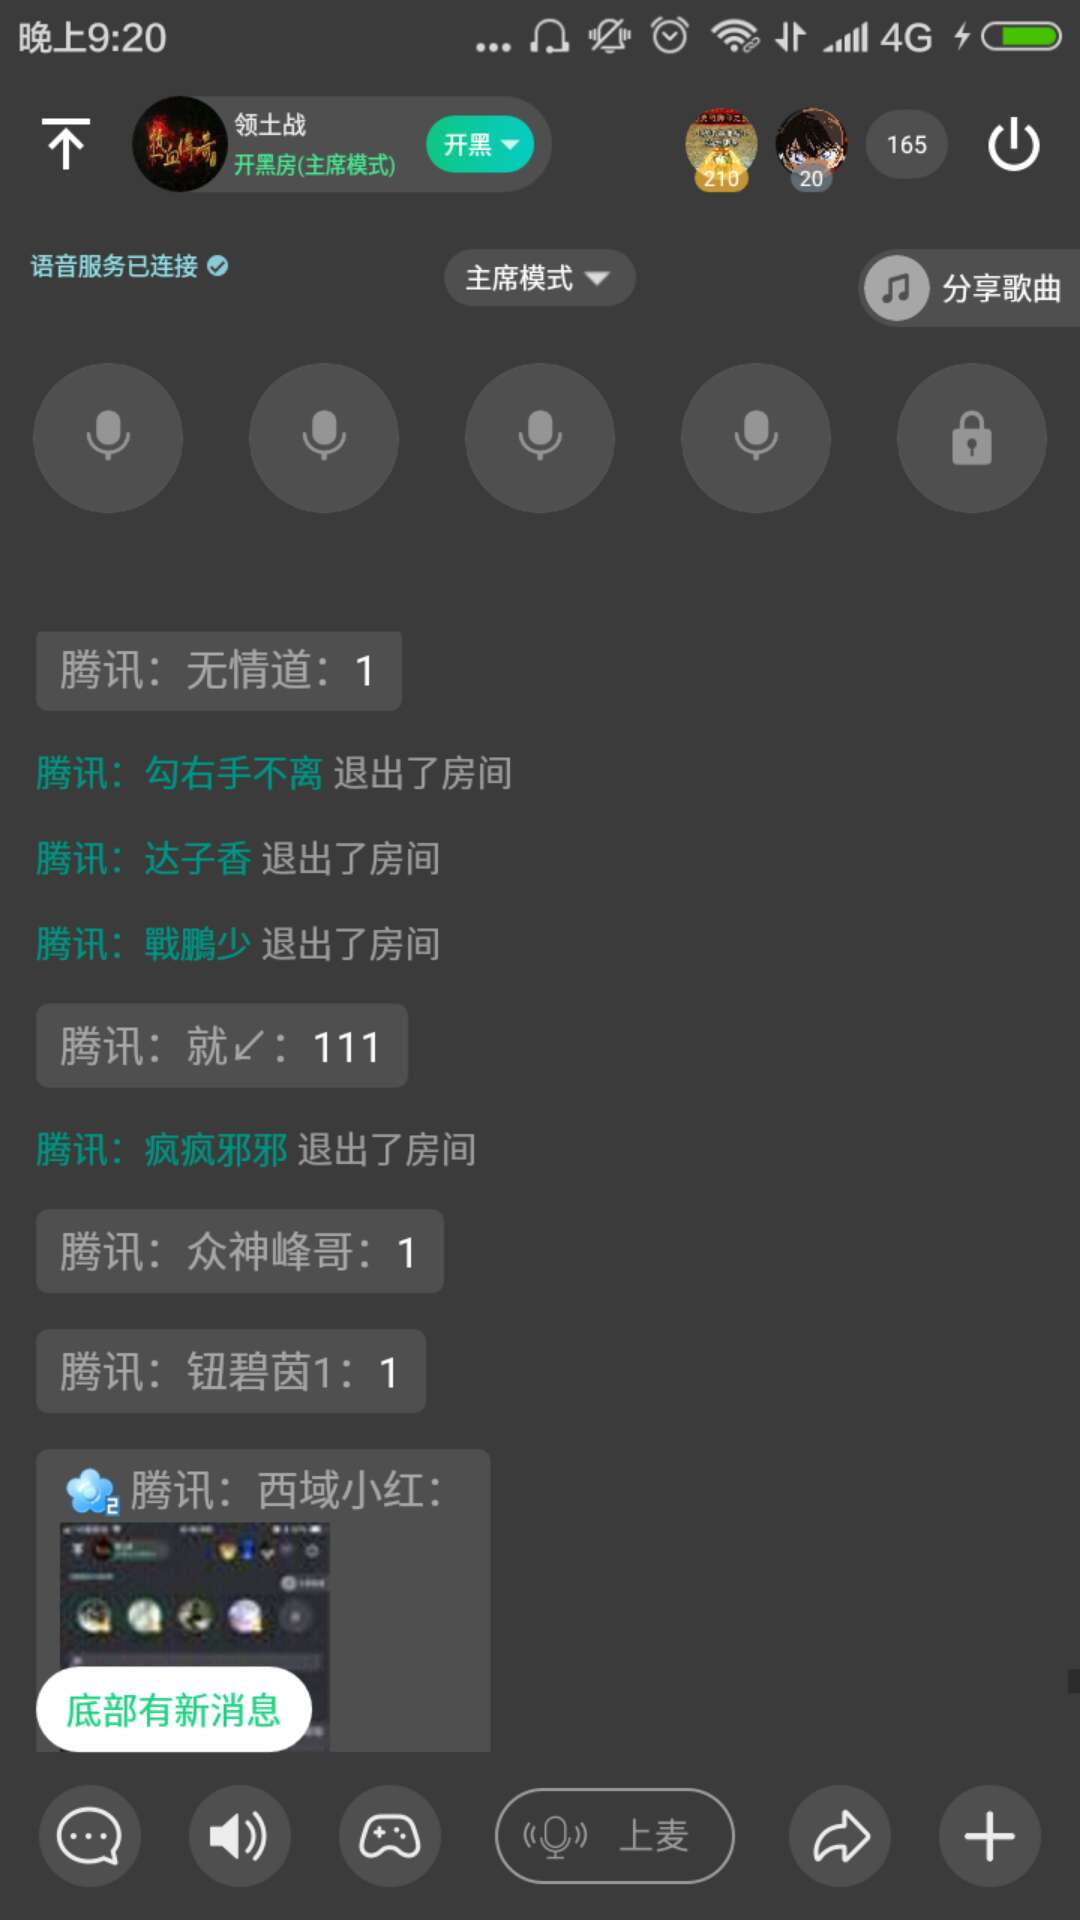 晚上9:20
4G
领土战
开黑房(主席模式)
开黑
210
20
165
语音服务已连接
主席模式
分享歌曲
腾讯：无情道：1
腾讯：勾右手不离 退出了房间
腾讯：达子香 退出了房间
腾讯：戰鵬少 退出了房间
腾讯：就↙：111
腾讯：疯疯邪邪 退出了房间
腾讯：众神峰哥：1
腾讯：钮碧茵1：1
2 腾讯：西域小红：
底部有新消息
上麦